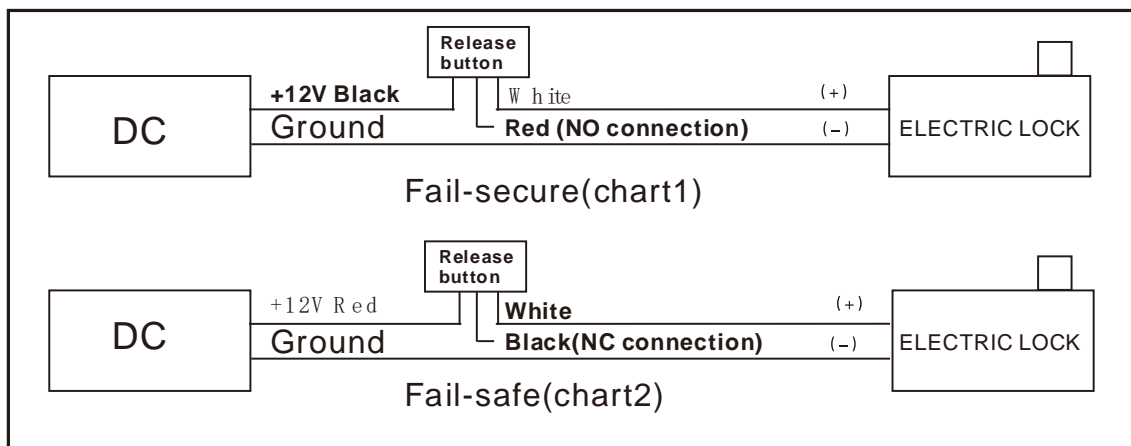 Release
button
+12V Black
White
(+)
DC
Ground
Red (NO connection)
(-)
ELECTRIC LOCK
Fail-secure(chart1)
Release
button
+12V Red
White
(+)
DC
Ground
Black(NC connection)
(-)
ELECTRIC LOCK
Fail-safe(chart2)